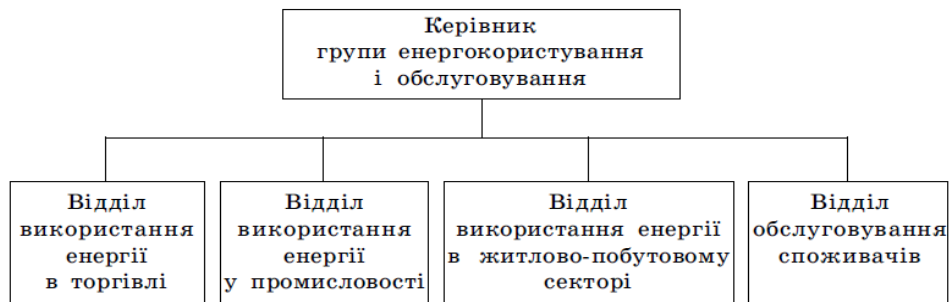 Керівник
групи енергокористування
і обслуговування
Відділ
використання
енергії
в торгівлі
Відділ
використання
енергії
у промисловості
Відділ
використання енергії
в житлово-побутовому
секторі
Відділ
обслуговування
споживачів